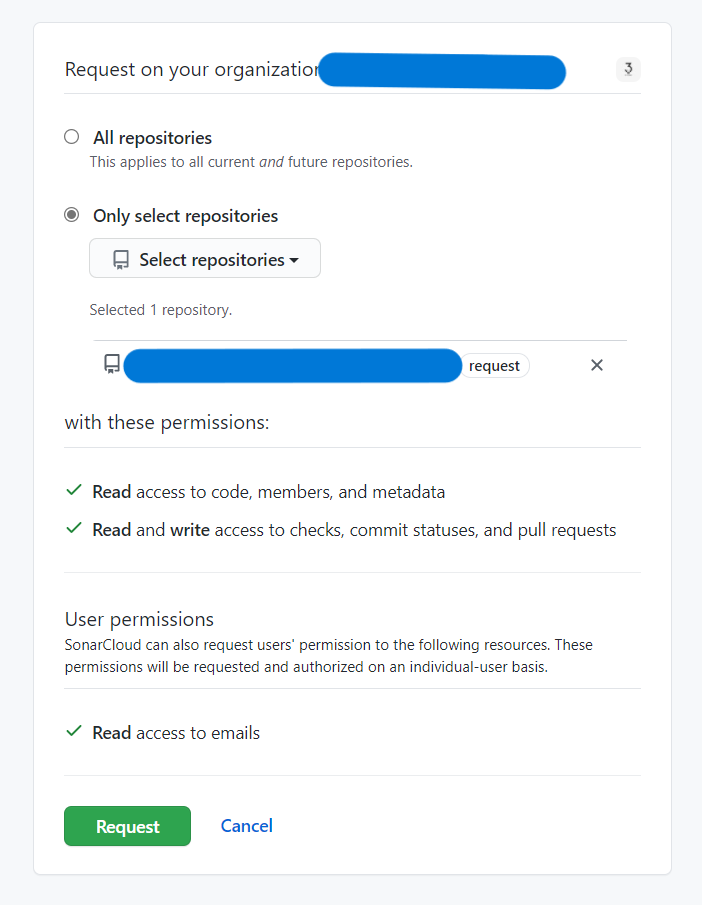 Request on your organization
3
All repositories
This applies to all current and future repositories.
Only select repositories
Select repositories
Selected 1 repository.
request
with these permissions:
Read access to code, members, and metadata
Read and write access to checks, commit statuses, and pull requests
User permissions
SonarCloud can also request users' permission to the following resources. These
permissions will be requested and authorized on an individual-user basis.
Read access to emails
Request Cancel